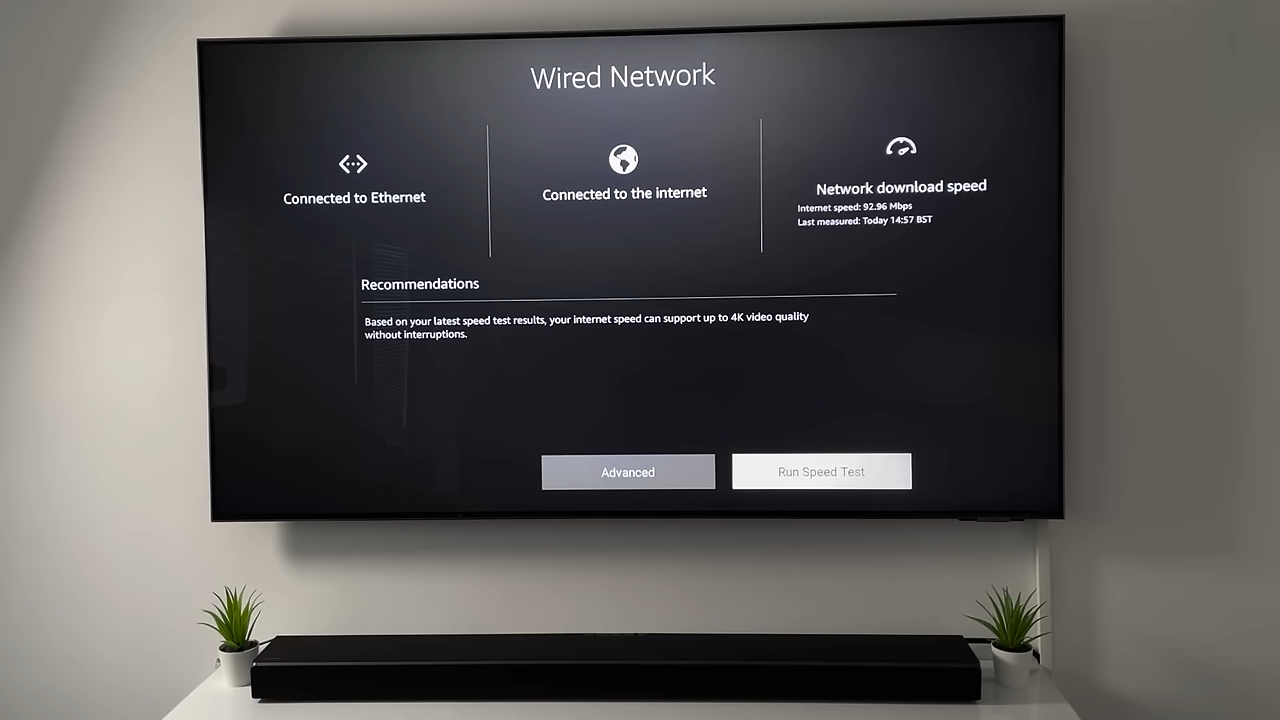 Wired Network
Connected to Ethernet
Connected to the internet
Network download speed
Internet speed: 92.96 Mbps
Last measured: Today 14:57 BST
Recommendations
Based on your latest speed test results, your internet speed can support up to 4K video quality
without interruptions.
Advanced
Run Speed Test